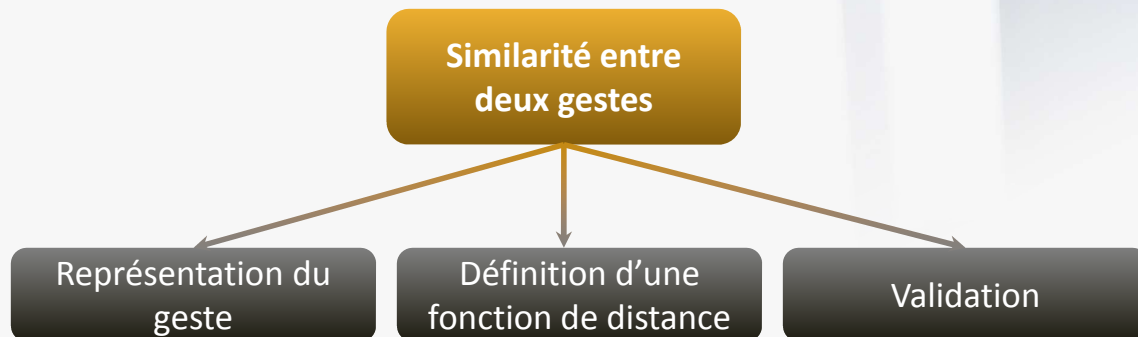 Similarité entre
deux gestes
Représentation du
geste
Définition d’une
fonction de distance
Validation